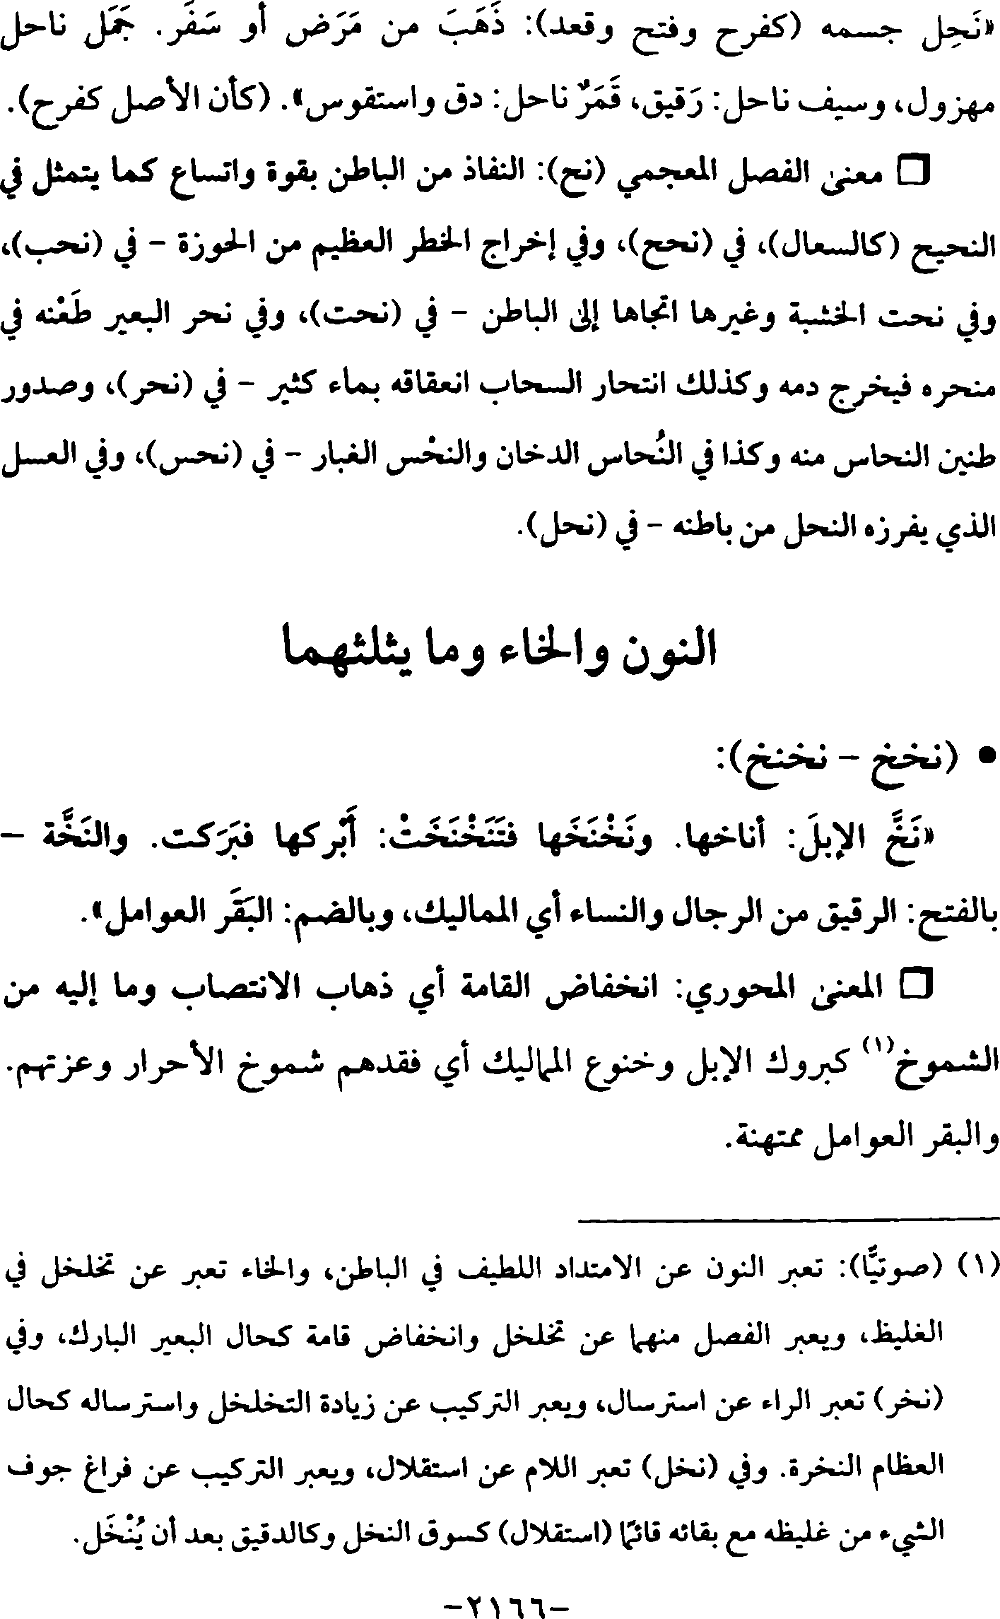 «نَحِل جسمه (كفرح وفتح وقعد): ذَهَبَ من مَرَض أو سَفَر. جَمَل ناحل
مهزول، وسيف ناحل: رَقيق، قَمَرٌ ناحل: دق واستقوس». (كأن الأصل كفرح).
❒ معنى الفصل المعجمي (نح): النفاذ من الباطن بقوة واتساع كما يتمثل في
النحيح (كالسعال)، في (نحح)، وفي إخراج الخطر العظيم من الحوزة - في (نحب)،
وفي نحت الخشبة وغيرها اتجاها إلى الباطن - في (نحت)، وفي نحر البعير طَعْنه في
منحره فيخرج دمه وكذلك انتحار السحاب انعقاقه بماء كثير - في (نحر)، وصدور
طنين النحاس منه وكذا في النُحاس الدخان والنحْس الغبار - في (نحس)، وفي العسل
الذي يفرزه النحل من باطنه - في (نحل).
النون والخاء وما يثلثهما
• (نخخ - نخنخ):
«نَخَّ الإبلَ: أناخها. ونَخْنَخَها فتَنَخْنَخَتْ: أَبْركها فبَرَكت. والنَخَّة -
بالفتح: الرقيق من الرجال والنساء أي المماليك، وبالضم: البَقَر العوامل».
❒ المعنى المحوري: انخفاض القامة أي ذهاب الانتصاب وما إليه من
الشموخ(١) كبروك الإبل وخنوع المماليك أي فقدهم شموخ الأحرار وعزتهم.
والبقر العوامل ممتهنة.
(١) (صوتيًّا): تعبر النون عن الامتداد اللطيف في الباطن، والخاء تعبر عن تخلخل في
الغليظ، ويعبر الفصل منهما عن تخلخل وانخفاض قامة كحال البعير البارك، وفي
(نخر) تعبر الراء عن استرسال، ويعبر التركيب عن زيادة التخلخل واسترساله كحال
العظام النخرة. وفي (نخل) تعبر اللام عن استقلال، ويعبر التركيب عن فراغ جوف
الشيء من غليظه مع بقائه قائمًا (استقلال) كسوق النخل وكالدقيق بعد أن يُنْخَل.
-٢١٦٦-